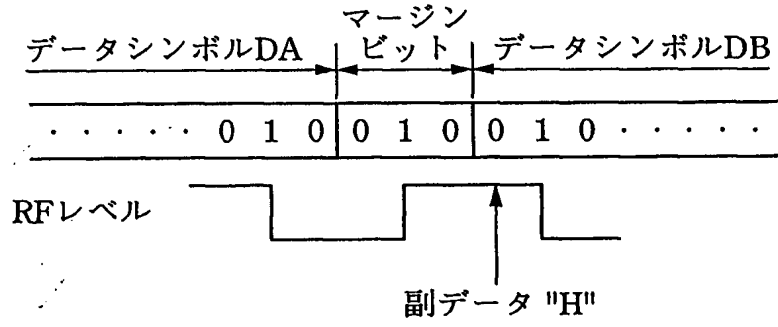 マージン
データシンボルDA ビット データシンボルDB
・・・・・ 0 1 0 0 1 0 0 1 0 ・・・・・
RFレベル
副データ "H"